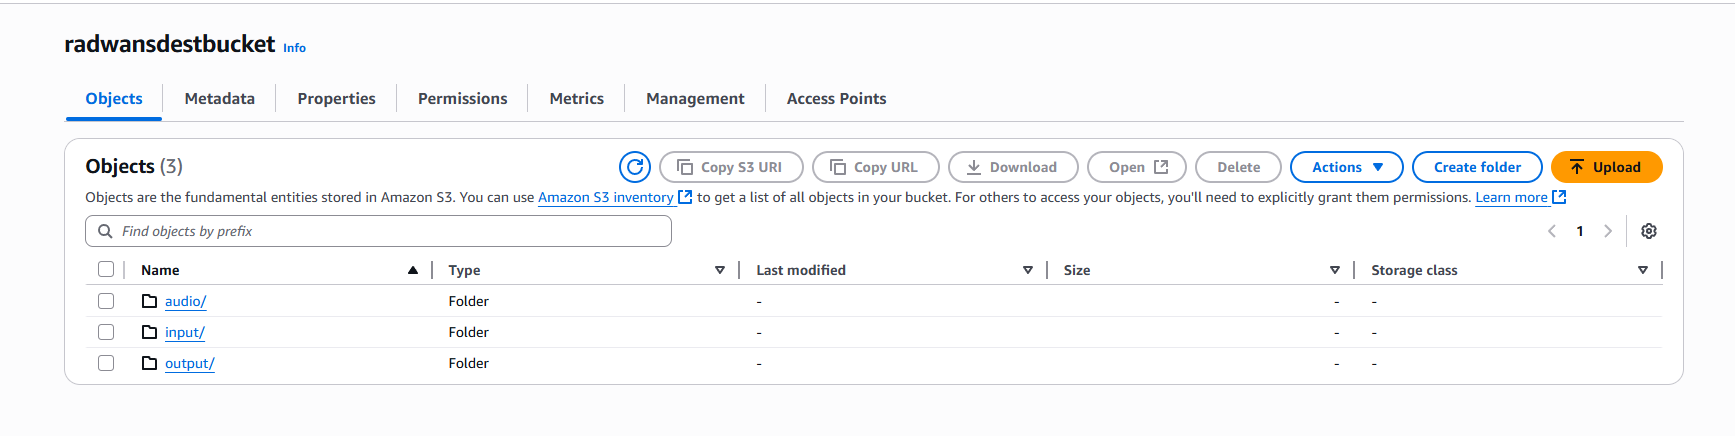 radwansdestbucket Info
Objects Metadata Properties Permissions Metrics Management Access Points
Objects (3) Copy S3 URI Copy URL Download Open Delete Actions Create folder Upload
Objects are the fundamental entities stored in Amazon S3. You can use Amazon S3 inventory to get a list of all objects in your bucket. For others to access your objects, you'll need to explicitly grant them permissions. Learn more
Find objects by prefix 1
Name Type Last modified Size Storage class
audio/ Folder - - -
input/ Folder - - -
output/ Folder - - -